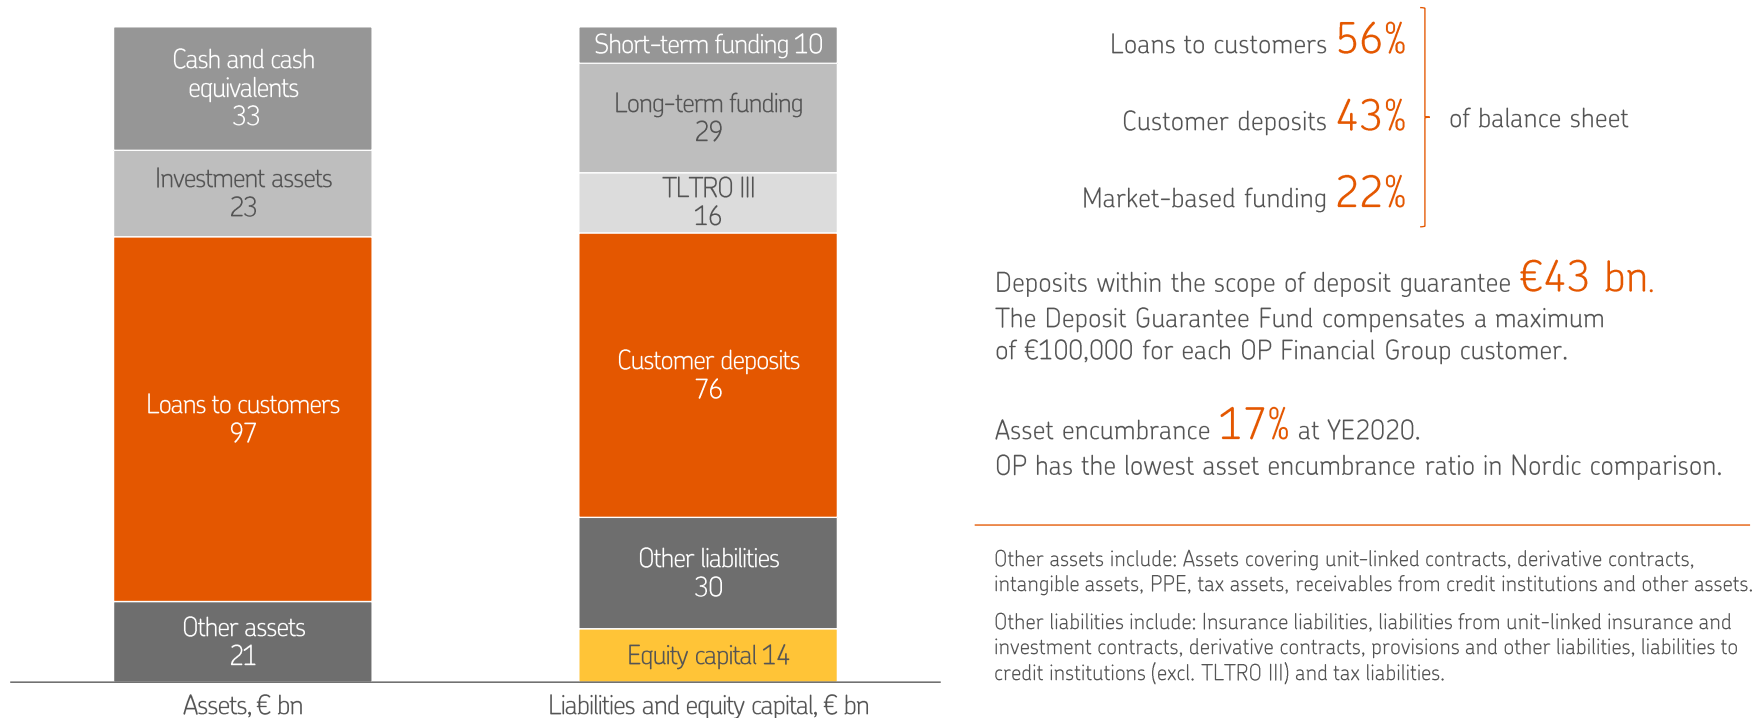 Cash and cash
equivalents
33
Investment assets
23
Loans to customers
97
Other assets
21
Assets, € bn
Short-term funding 10
Long-term funding
29
TLTRO III
16
Customer deposits
76
Other liabilities
30
Equity capital 14
Liabilities and equity capital, € bn
Loans to customers 56%
Customer deposits 43%
of balance sheet
Market-based funding 22%
Deposits within the scope of deposit guarantee €43 bn.
The Deposit Guarantee Fund compensates a maximum
of €100,000 for each OP Financial Group customer.
Asset encumbrance 17% at YE2020.
OP has the lowest asset encumbrance ratio in Nordic comparison.
Other assets include: Assets covering unit-linked contracts, derivative contracts,
intangible assets, PPE, tax assets, receivables from credit institutions and other assets.
Other liabilities include: Insurance liabilities, liabilities from unit-linked insurance and
investment contracts, derivative contracts, provisions and other liabilities, liabilities to
credit institutions (excl. TLTRO III) and tax liabilities.